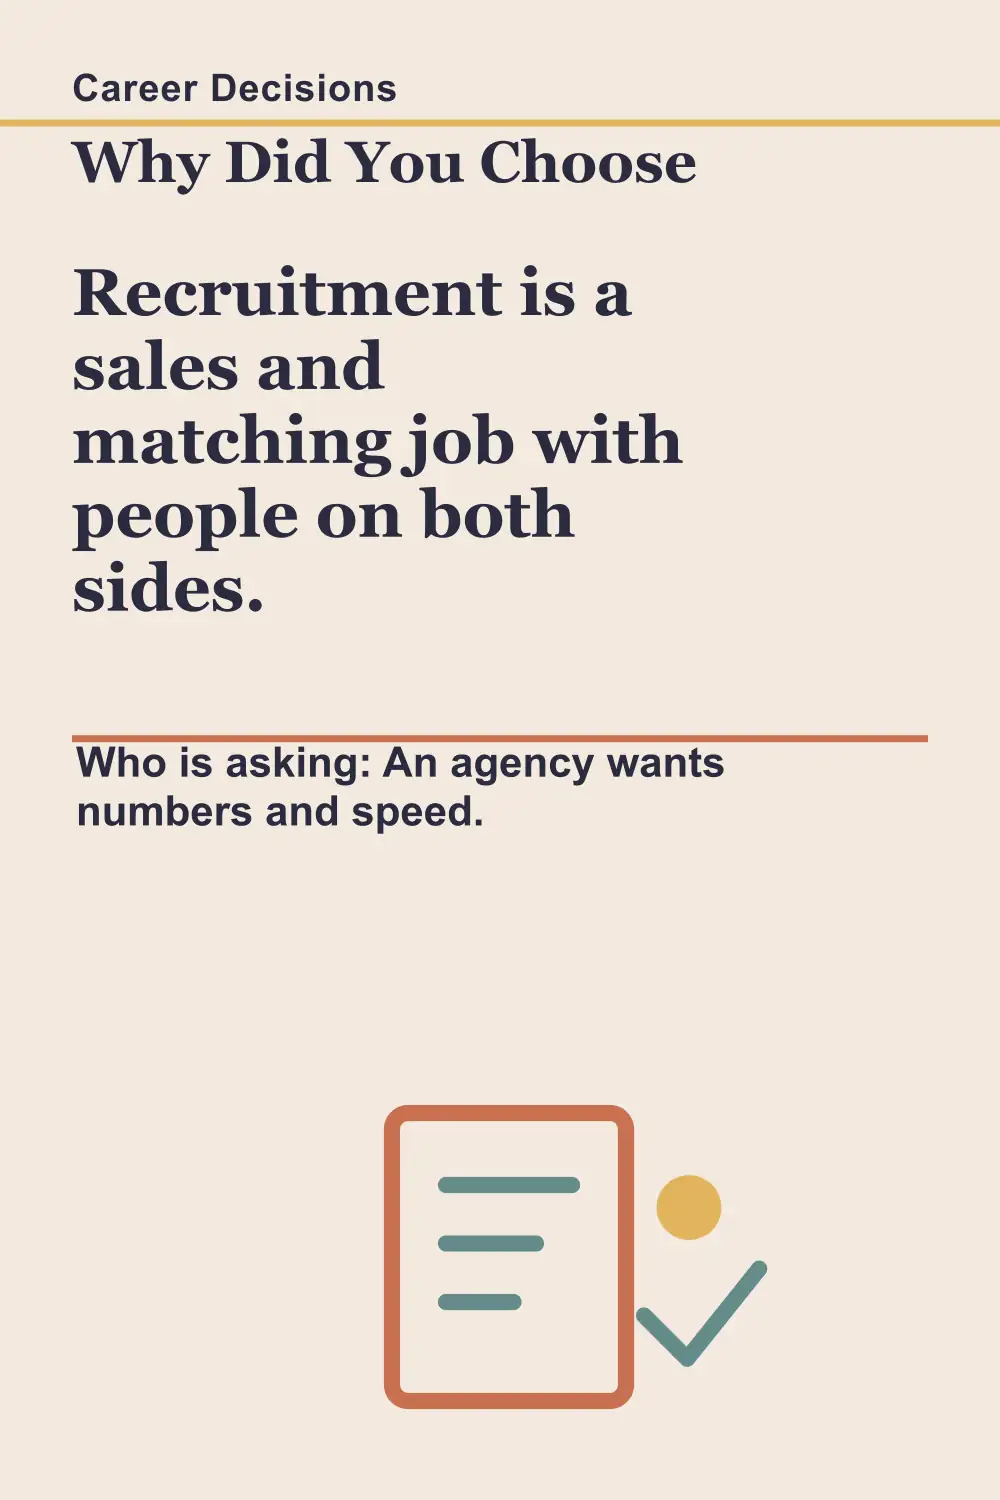 Career Decisions
Why Did You Choose
Recruitment is a
sales and
matching job with
people on both
sides.
Who is asking: An agency wants
numbers and speed.